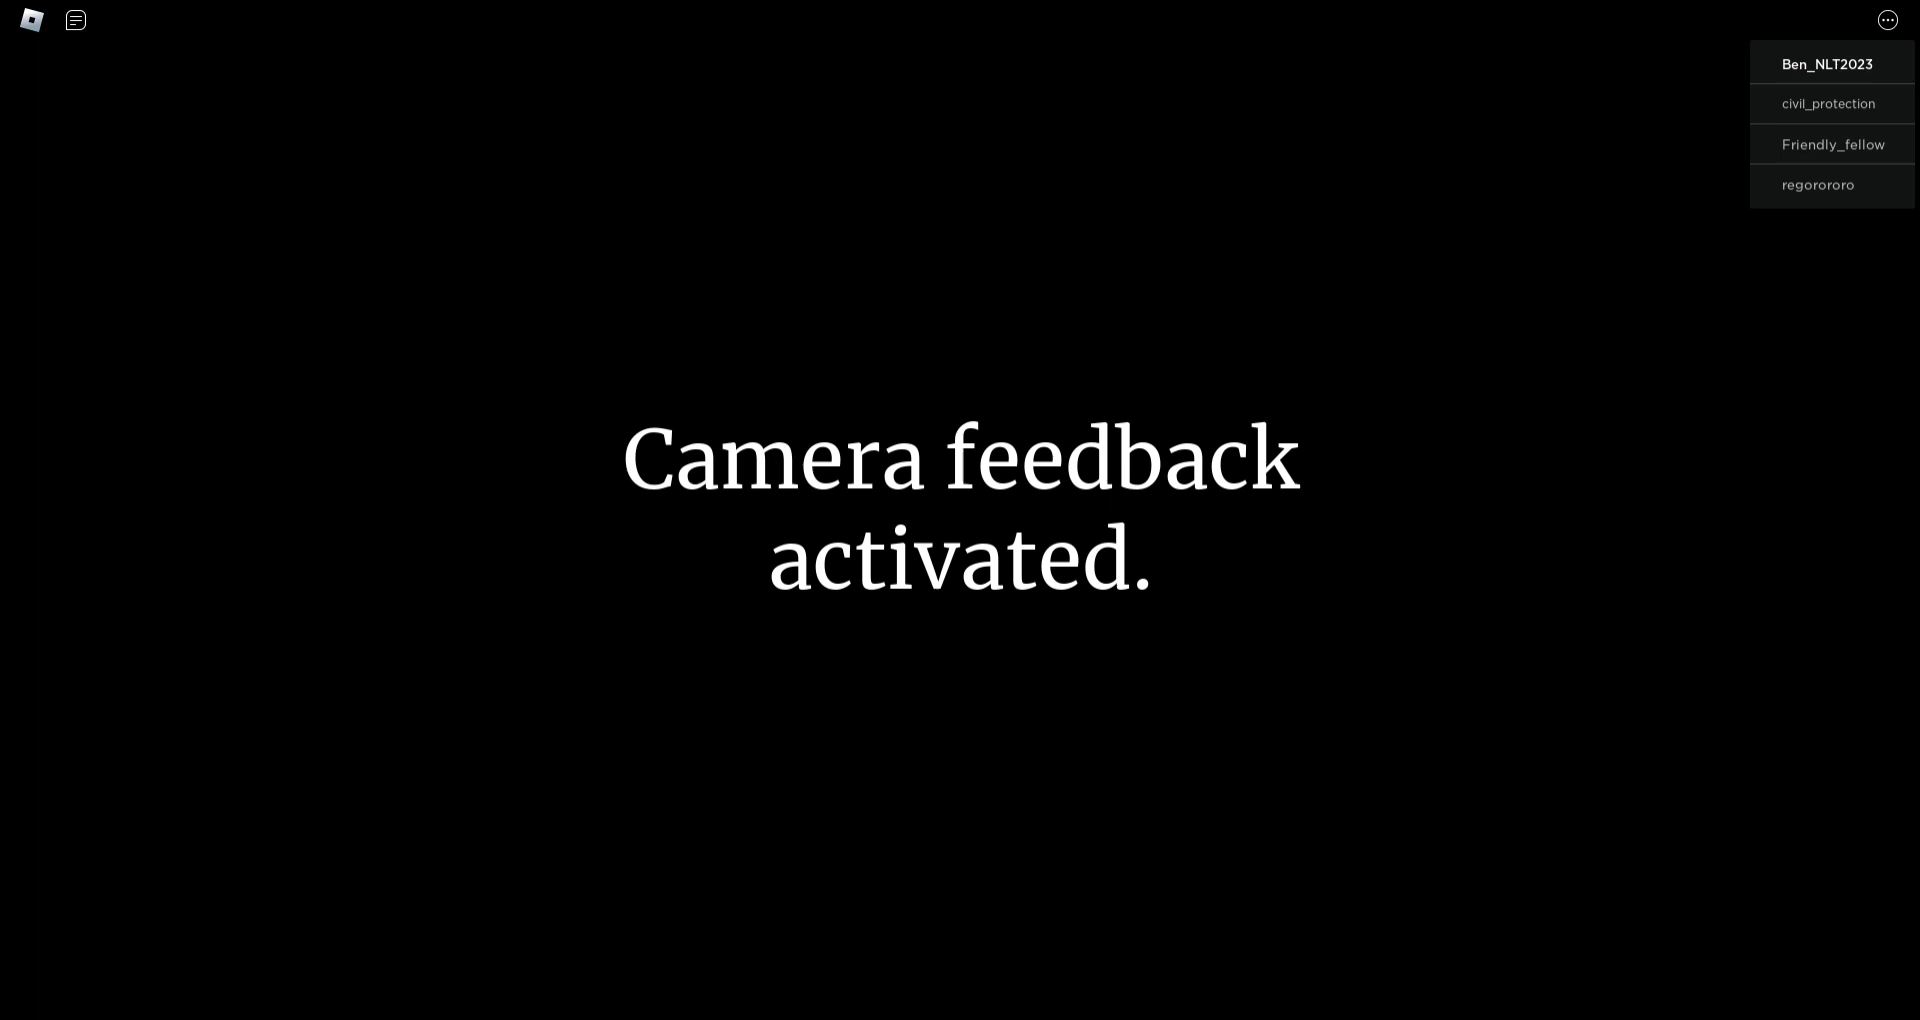 Ben_NLT2023
civil_protection
Friendly_fellow
regorororo
Camera feedback
activated.